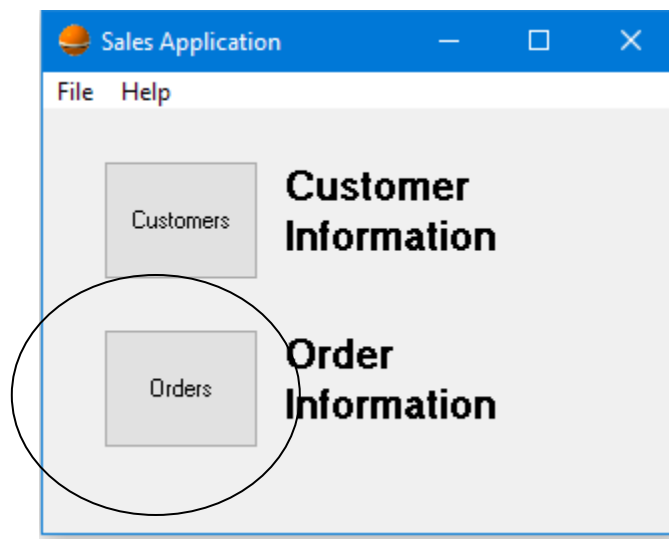 Sales Application
File Help
Customers
Customer
Information
Orders
Order
Information